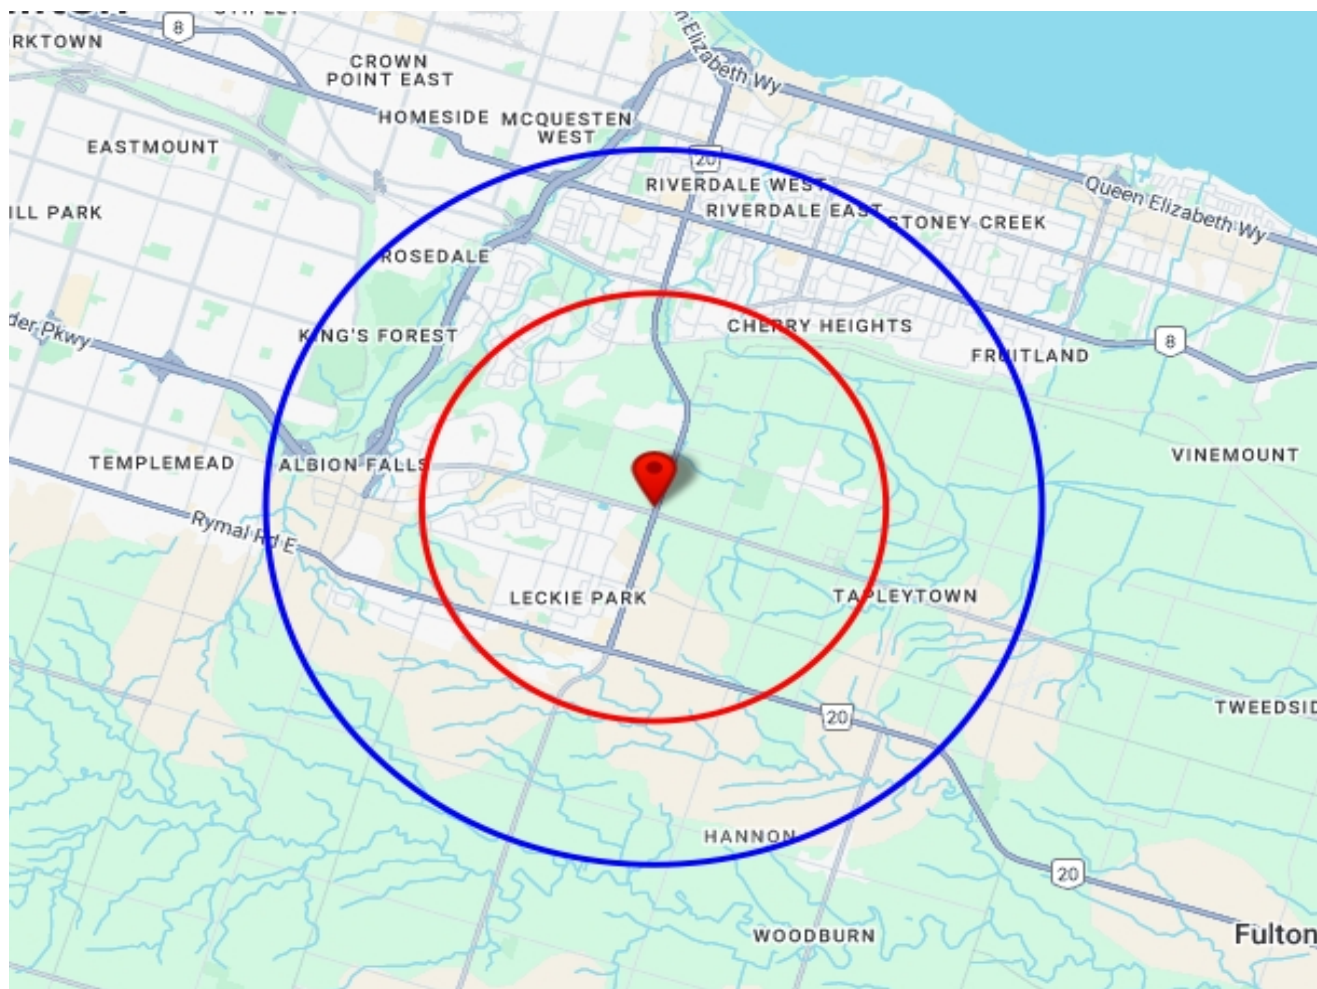 8
CROWN
POINT EAST
HOMESIDE
MCQUESTEN
WEST
Elizabeth Wy
EASTMOUNT
20
RIVERDALE WEST
RIVERDALE EAST
STONEY CREEK
Queen Elizabeth Wy
ILL PARK
ROSEDALE
KING'S FOREST
CHERRY HEIGHTS
FRUITLAND
8
der Pkwy
TEMPLEMEAD
ALBION FALLS
VINEMOUNT
Rymal Rd E
LECKIE PARK
TAPLEYTOWN
20
TWEEDSID
HANNON
20
WOODBURN
Fulton